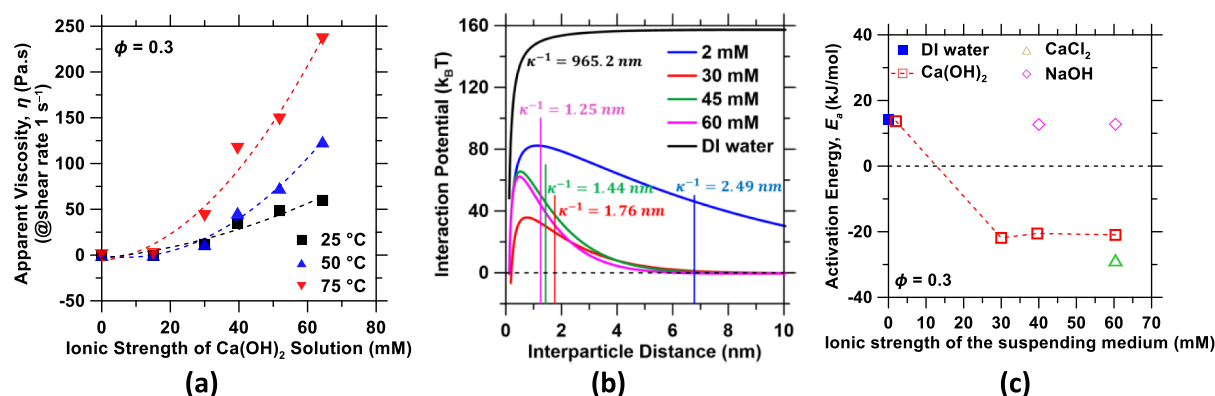 250
200
150
100
50
0
-50
Apparent Viscosity, η (Pa.s)
(@shear rate 1 s⁻¹)
ϕ = 0.3
25 °C
50 °C
75 °C
0 20 40 60 80
Ionic Strength of Ca(OH)₂ Solution (mM)
(a)
160
120
80
40
0
Interaction Potential (k_BT)
κ⁻¹ = 965.2 nm
κ⁻¹ = 1.25 nm
κ⁻¹ = 1.44 nm
κ⁻¹ = 1.76 nm
κ⁻¹ = 2.49 nm
2 mM
30 mM
45 mM
60 mM
DI water
0 2 4 6 8 10
Interparticle Distance (nm)
(b)
40
20
0
-20
-40
Activation Energy, Eₐ (kJ/mol)
DI water CaCl₂
Ca(OH)₂ NaOH
ϕ = 0.3
0 10 20 30 40 50 60 70
Ionic strength of the suspending medium (mM)
(c)